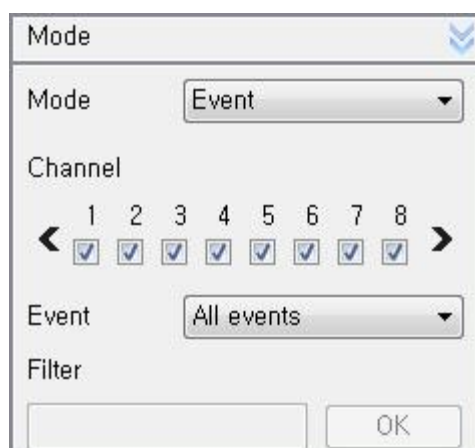 Mode
Mode Event
Channel
1 2 3 4 5 6 7 8
Event All events
Filter
OK